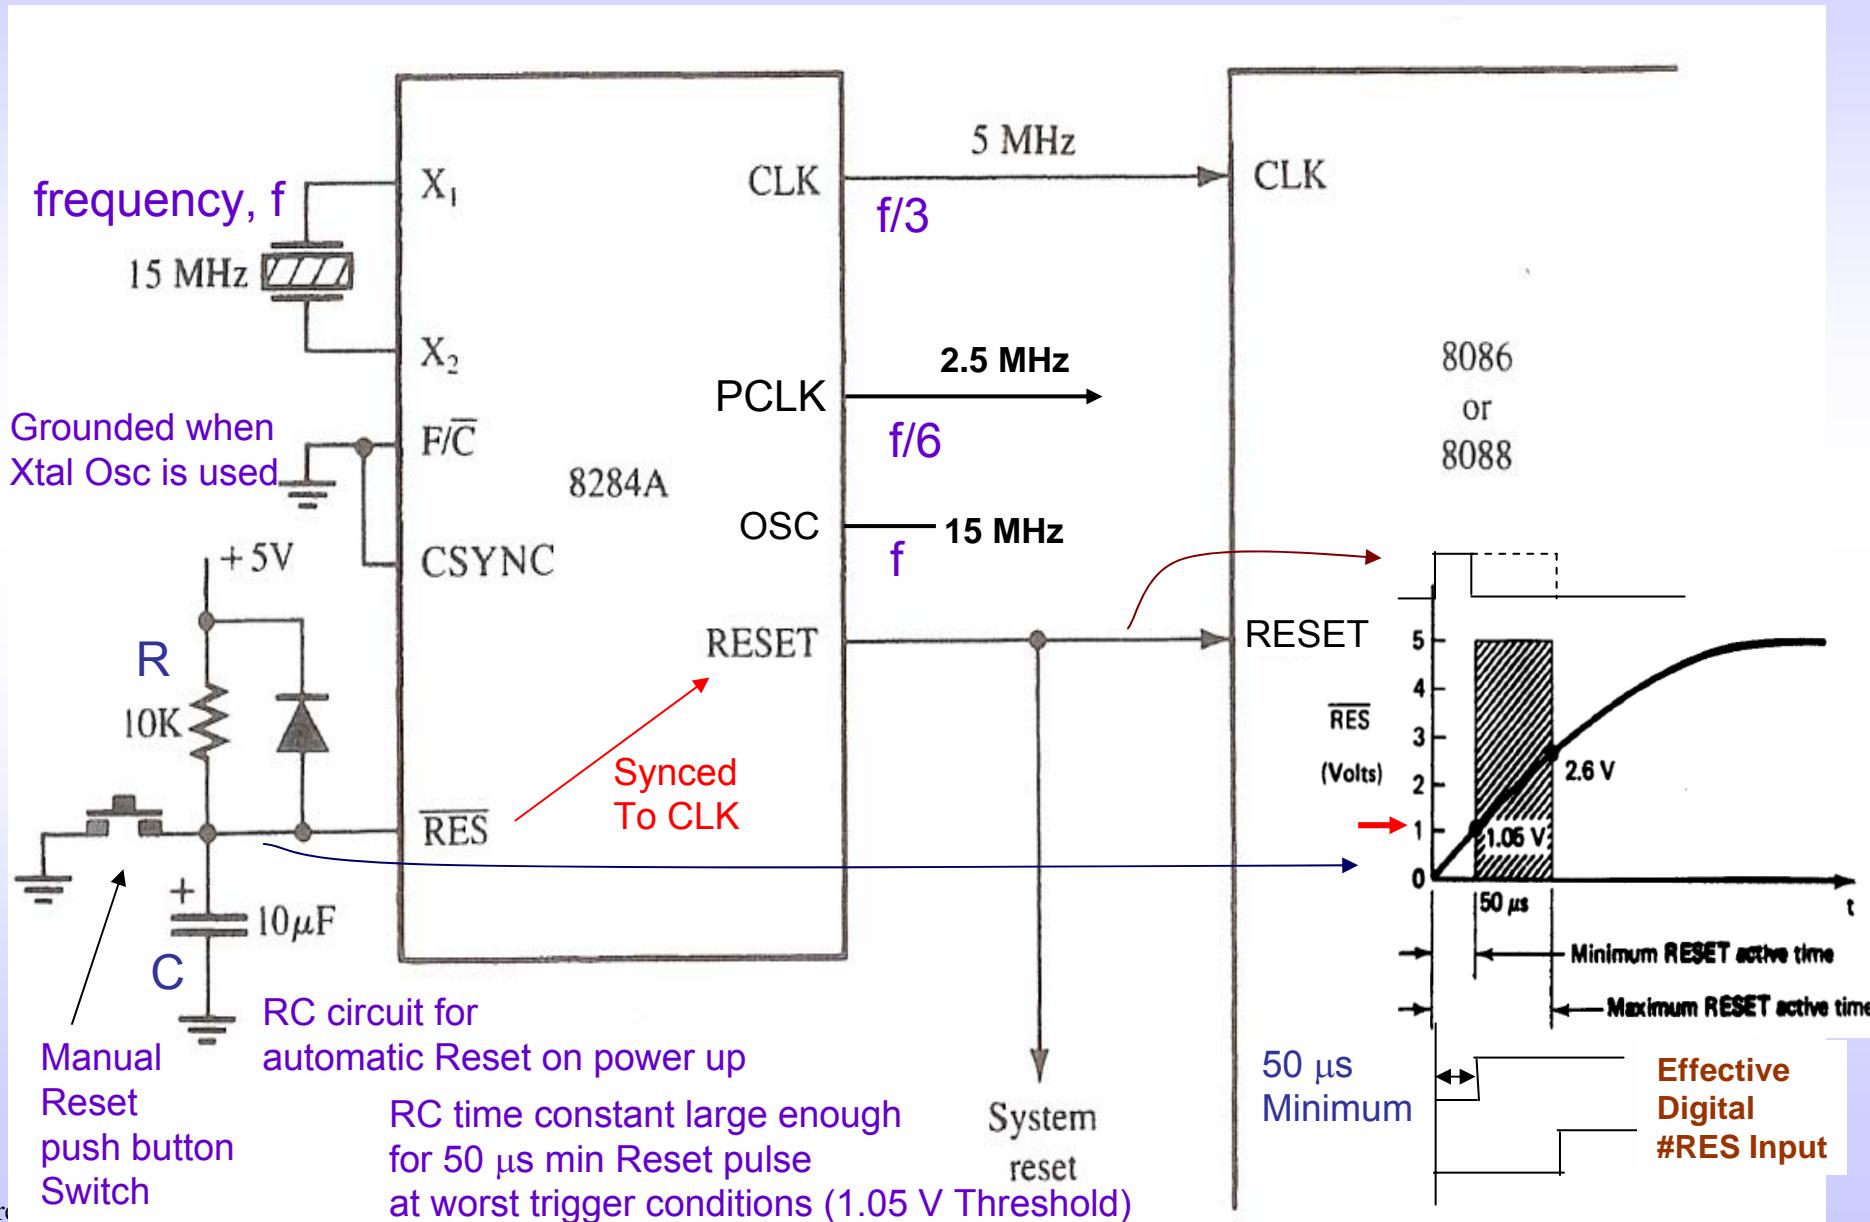 frequency, f
15 MHz
X1
X2
F/C̅
CSYNC
8284A
CLK
PCLK
OSC
RESET
R̅E̅S̅
5 MHz
f/3
2.5 MHz
f/6
15 MHz
f
CLK
8086
or
8088
RESET
Grounded when
Xtal Osc is used
+5V
R
10K
+
10µF
C
Synced
To CLK
Manual
Reset
push button
Switch
RC circuit for
automatic Reset on power up
RC time constant large enough
for 50 µs min Reset pulse
at worst trigger conditions (1.05 V Threshold)
System
reset
5
4
3
2
1
0
R̅E̅S̅
(Volts)
2.6 V
1.05 V
50 µs
t
Minimum RESET active time
Maximum RESET active time
50 µs
Minimum
Effective
Digital
#RES Input